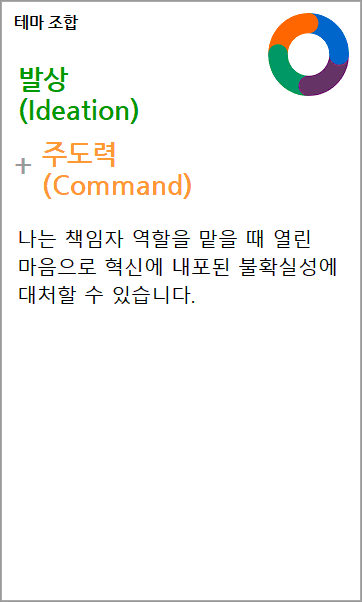 테마 조합
발상
(Ideation)
+ 주도력
(Command)
나는 책임자 역할을 맡을 때 열린
마음으로 혁신에 내포된 불확실성에
대처할 수 있습니다.